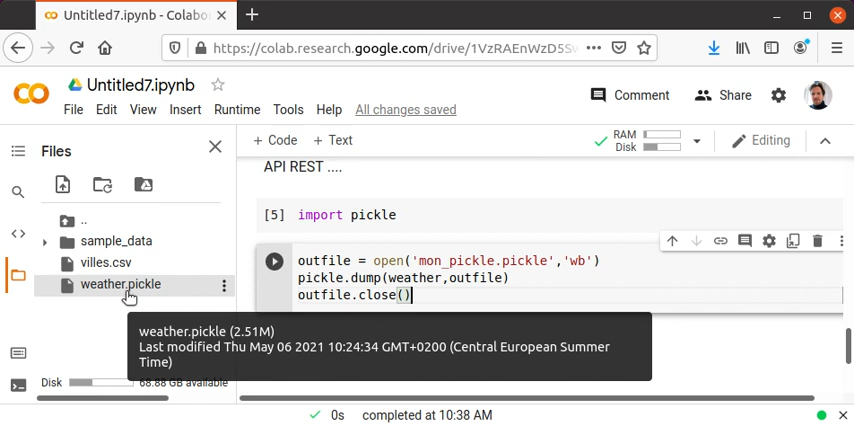 Untitled7.ipynb - Colabo
https://colab.research.google.com/drive/1VzRAEnWzD5Sw
Untitled7.ipynb
Comment
Share
File Edit View Insert Runtime Tools Help All changes saved
Files
+ Code + Text
RAM
Disk
Editing
API REST ....
..
sample_data
villes.csv
weather.pickle
[5] import pickle
outfile = open('mon_pickle.pickle','wb')
pickle.dump(weather,outfile)
outfile.close()
weather.pickle (2.51M)
Last modified Thu May 06 2021 10:24:34 GMT+0200 (Central European Summer
Time)
Disk 68.88 GB available
0s completed at 10:38 AM